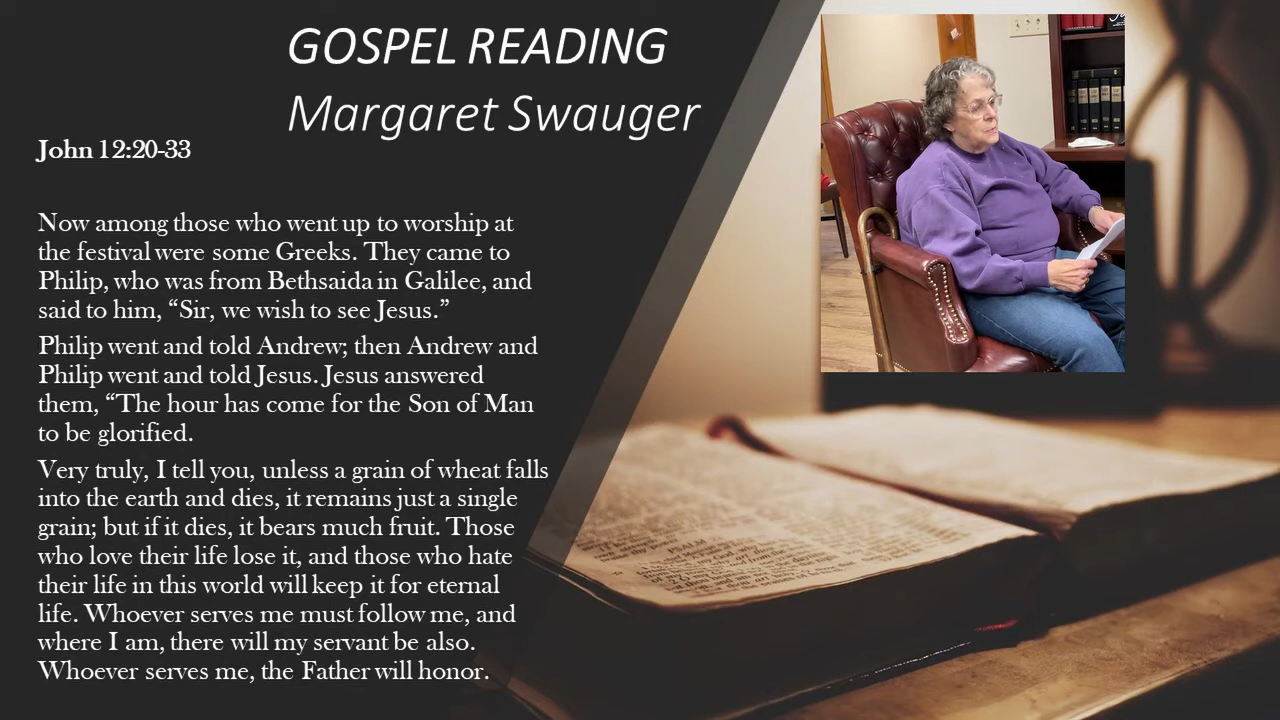 GOSPEL READING
Margaret Swauger
John 12:20-33
Now among those who went up to worship at
the festival were some Greeks. They came to
Philip, who was from Bethsaida in Galilee, and
said to him, “Sir, we wish to see Jesus.”
Philip went and told Andrew; then Andrew and
Philip went and told Jesus. Jesus answered
them, “The hour has come for the Son of Man
to be glorified.
Very truly, I tell you, unless a grain of wheat falls
into the earth and dies, it remains just a single
grain; but if it dies, it bears much fruit. Those
who love their life lose it, and those who hate
their life in this world will keep it for eternal
life. Whoever serves me must follow me, and
where I am, there will my servant be also.
Whoever serves me, the Father will honor.